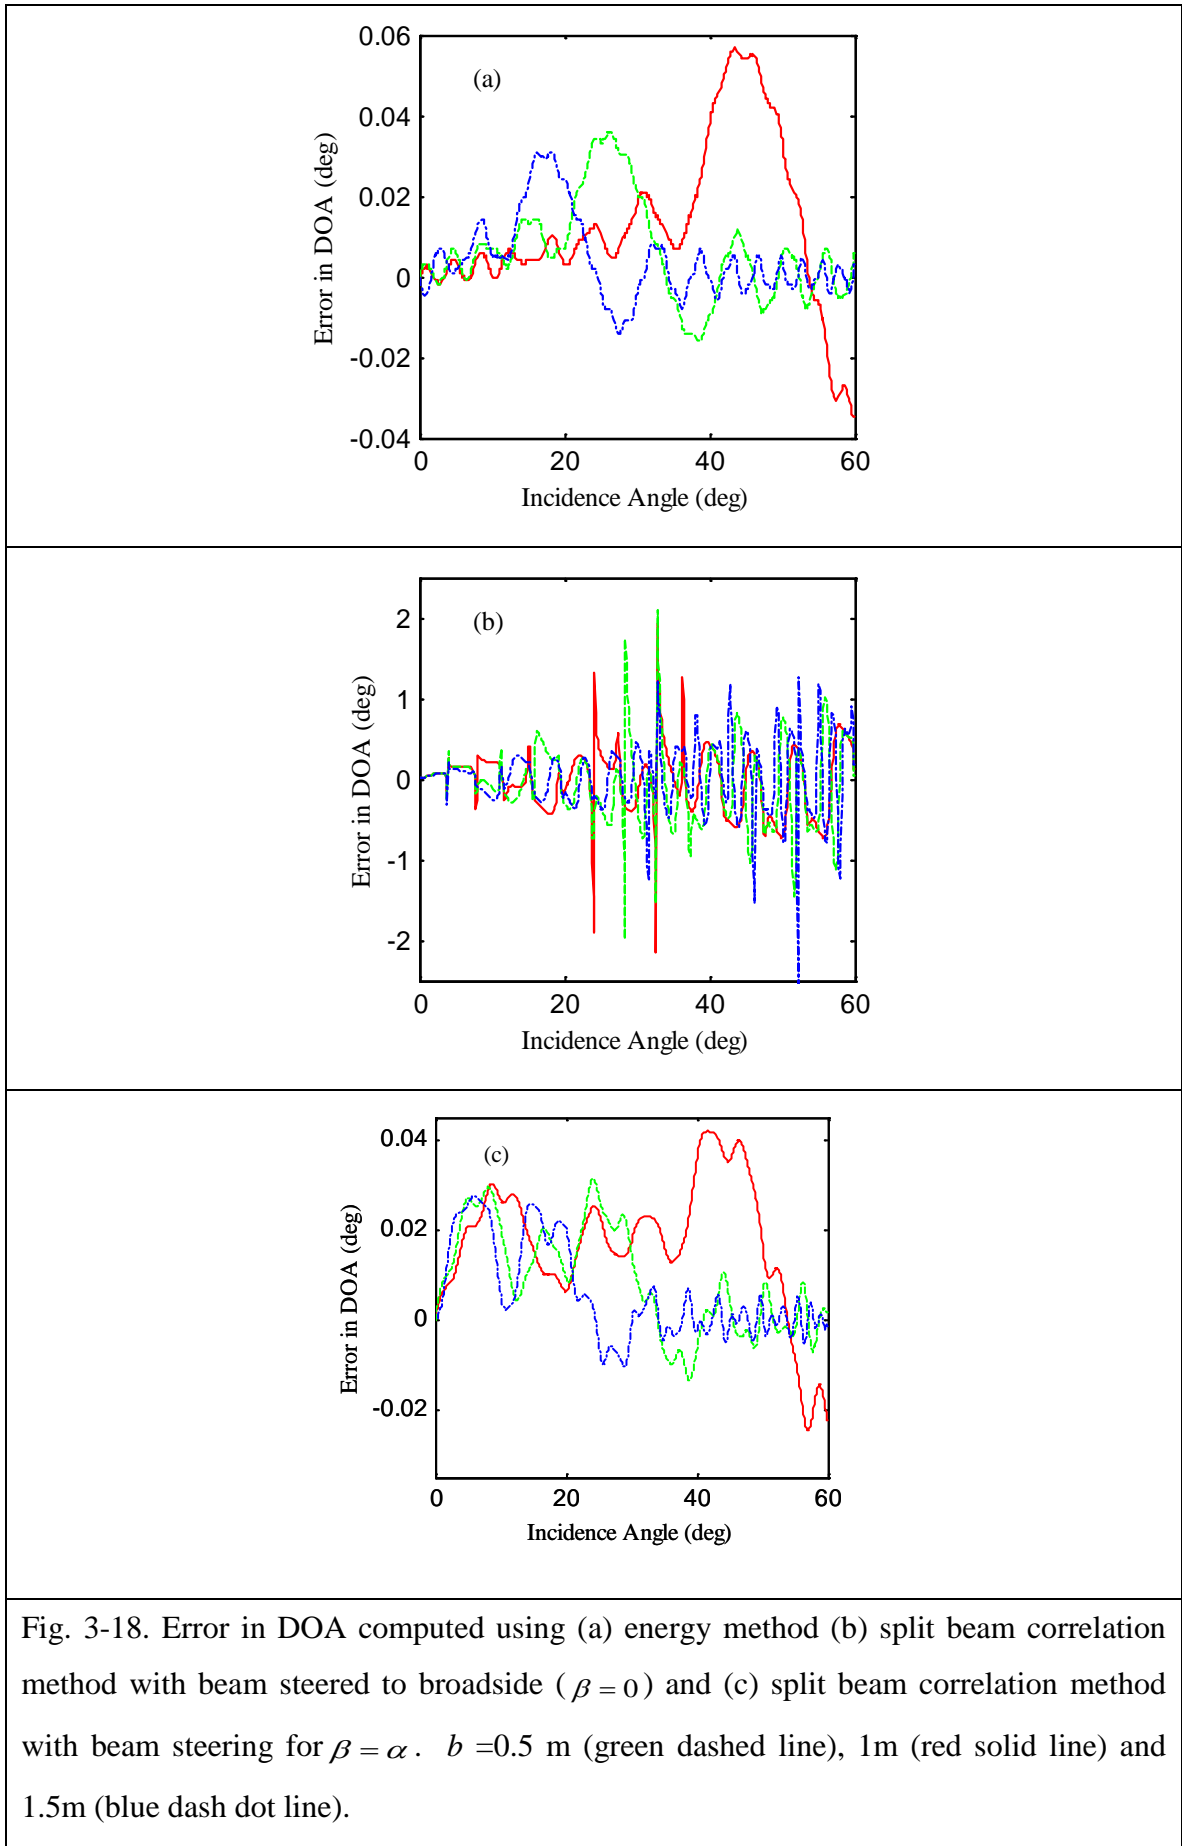 0.06
(a)
0.04
0.02
0
-0.02
-0.04
Error in DOA (deg)
0 20 40 60
Incidence Angle (deg)
2
(b)
1
0
-1
-2
Error in DOA (deg)
0 20 40 60
Incidence Angle (deg)
0.04
(c)
0.02
0
-0.02
Error in DOA (deg)
0 20 40 60
Incidence Angle (deg)
Fig. 3-18. Error in DOA computed using (a) energy method (b) split beam correlation
method with beam steered to broadside ( β = 0 ) and (c) split beam correlation method
with beam steering for β = α . b =0.5 m (green dashed line), 1m (red solid line) and
1.5m (blue dash dot line).